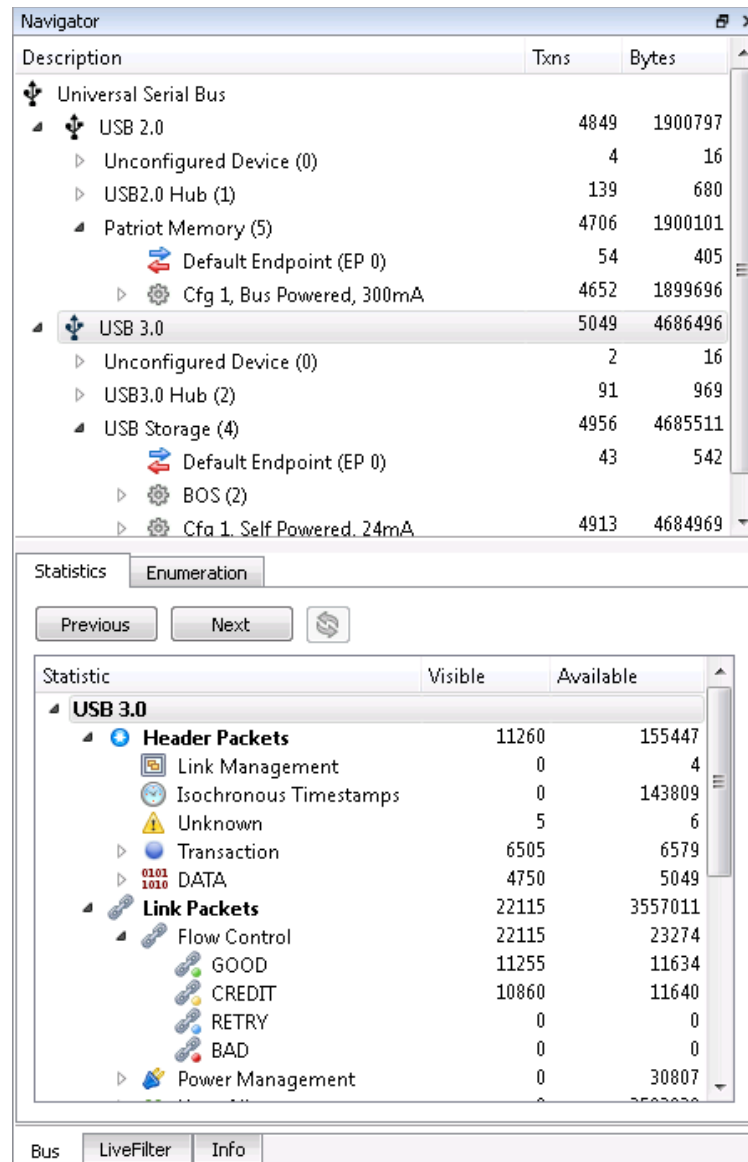 Navigator
Description Txns Bytes
Universal Serial Bus
USB 2.0 4849 1900797
Unconfigured Device (0) 4 16
USB2.0 Hub (1) 139 680
Patriot Memory (5) 4706 1900101
Default Endpoint (EP 0) 54 405
Cfg 1, Bus Powered, 300mA 4652 1899696
USB 3.0 5049 4686496
Unconfigured Device (0) 2 16
USB3.0 Hub (2) 91 969
USB Storage (4) 4956 4685511
Default Endpoint (EP 0) 43 542
BOS (2)
Cfg 1, Self Powered, 24mA 4913 4684969
Statistics Enumeration
Previous Next
Statistic Visible Available
USB 3.0
Header Packets 11260 155447
Link Management 0 4
Isochronous Timestamps 0 143809
Unknown 5 6
Transaction 6505 6579
0101 1010 DATA 4750 5049
Link Packets 22115 3557011
Flow Control 22115 23274
GOOD 11255 11634
CREDIT 10860 11640
RETRY 0 0
BAD 0 0
Power Management 0 30807
Bus LiveFilter Info